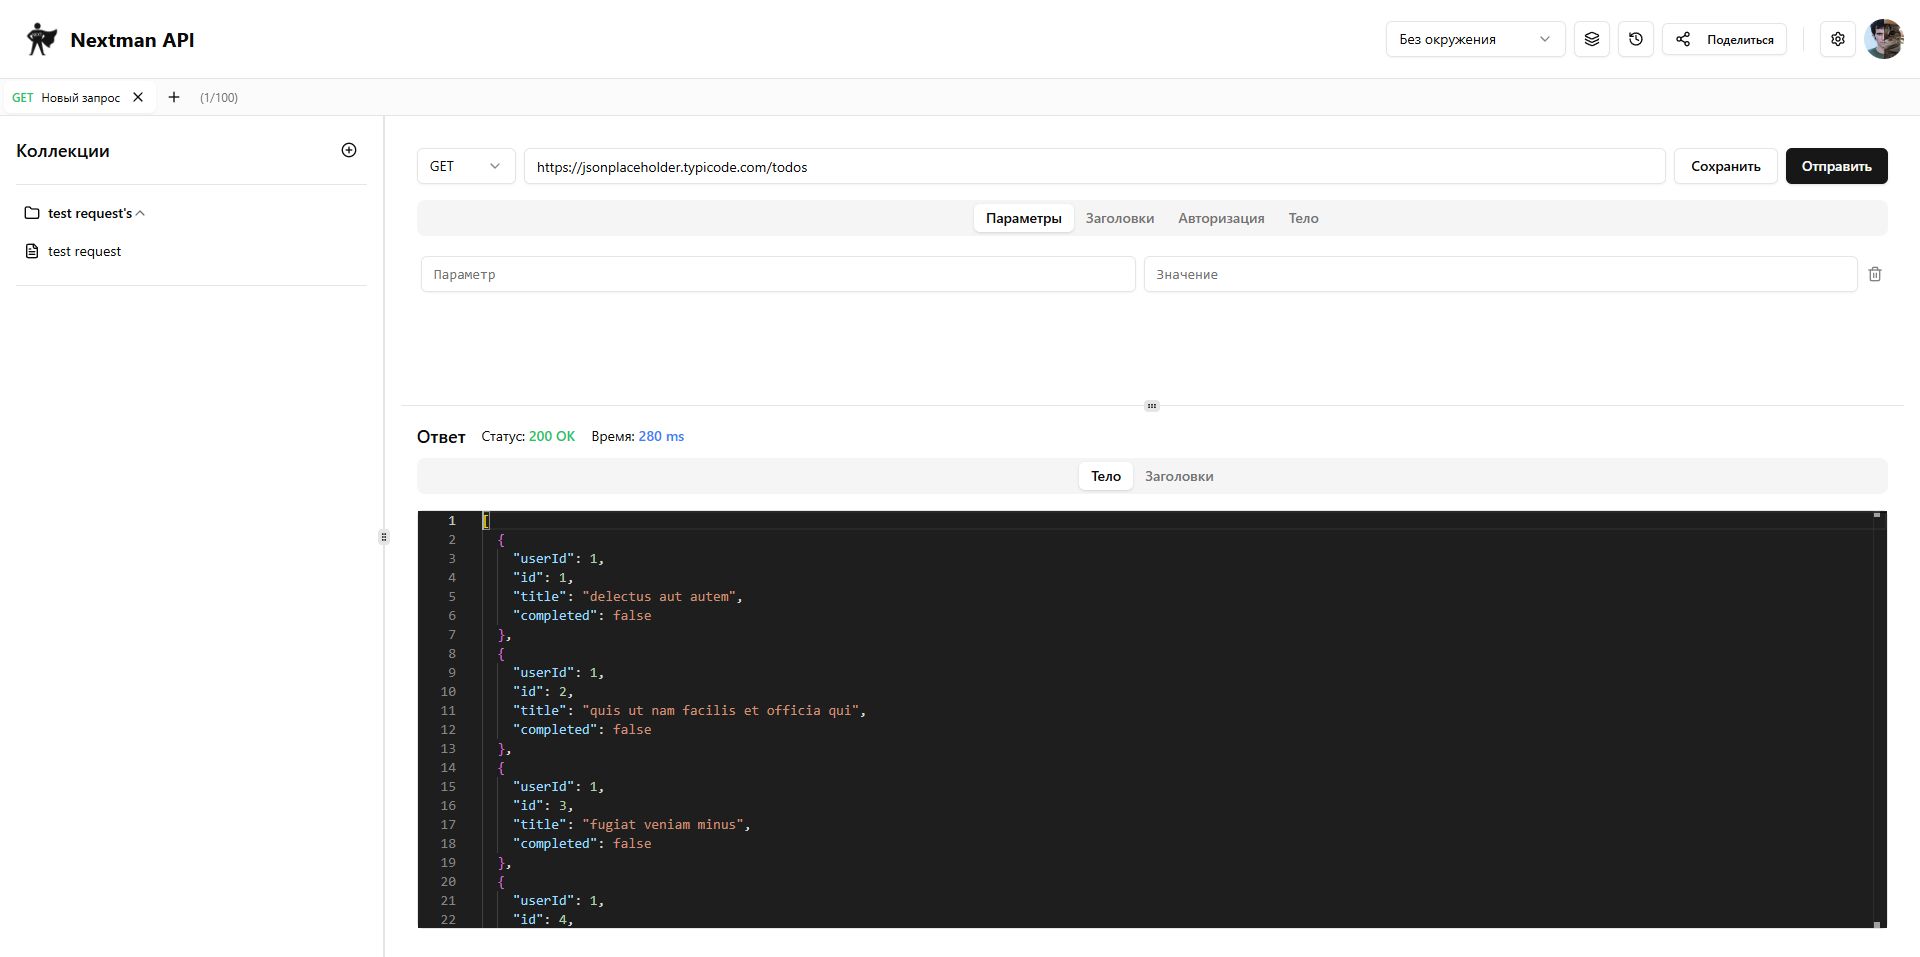 Nextman API
Без окружения
Поделиться
GET Новый запрос
(1/100)
Коллекции
test request's
test request
GET
https://jsonplaceholder.typicode.com/todos
Сохранить
Отправить
Параметры Заголовки Авторизация Тело
Параметр
Значение
Ответ Статус: 200 OK Время: 280 ms
Тело Заголовки
1 [
2 {
3 "userId": 1,
4 "id": 1,
5 "title": "delectus aut autem",
6 "completed": false
7 },
8 {
9 "userId": 1,
10 "id": 2,
11 "title": "quis ut nam facilis et officia qui",
12 "completed": false
13 },
14 {
15 "userId": 1,
16 "id": 3,
17 "title": "fugiat veniam minus",
18 "completed": false
19 },
20 {
21 "userId": 1,
22 "id": 4,